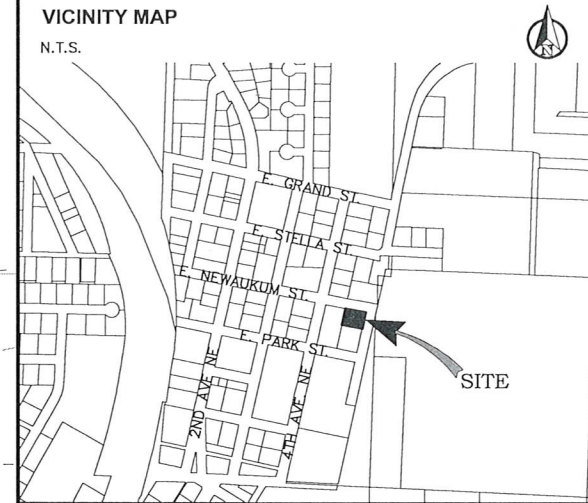 VICINITY MAP
N.T.S.
N
E. GRAND ST.
E. STELLA ST.
E. NEWAUKUM ST.
E. PARK ST.
2ND AVE NE
4TH AVE. NE
SITE